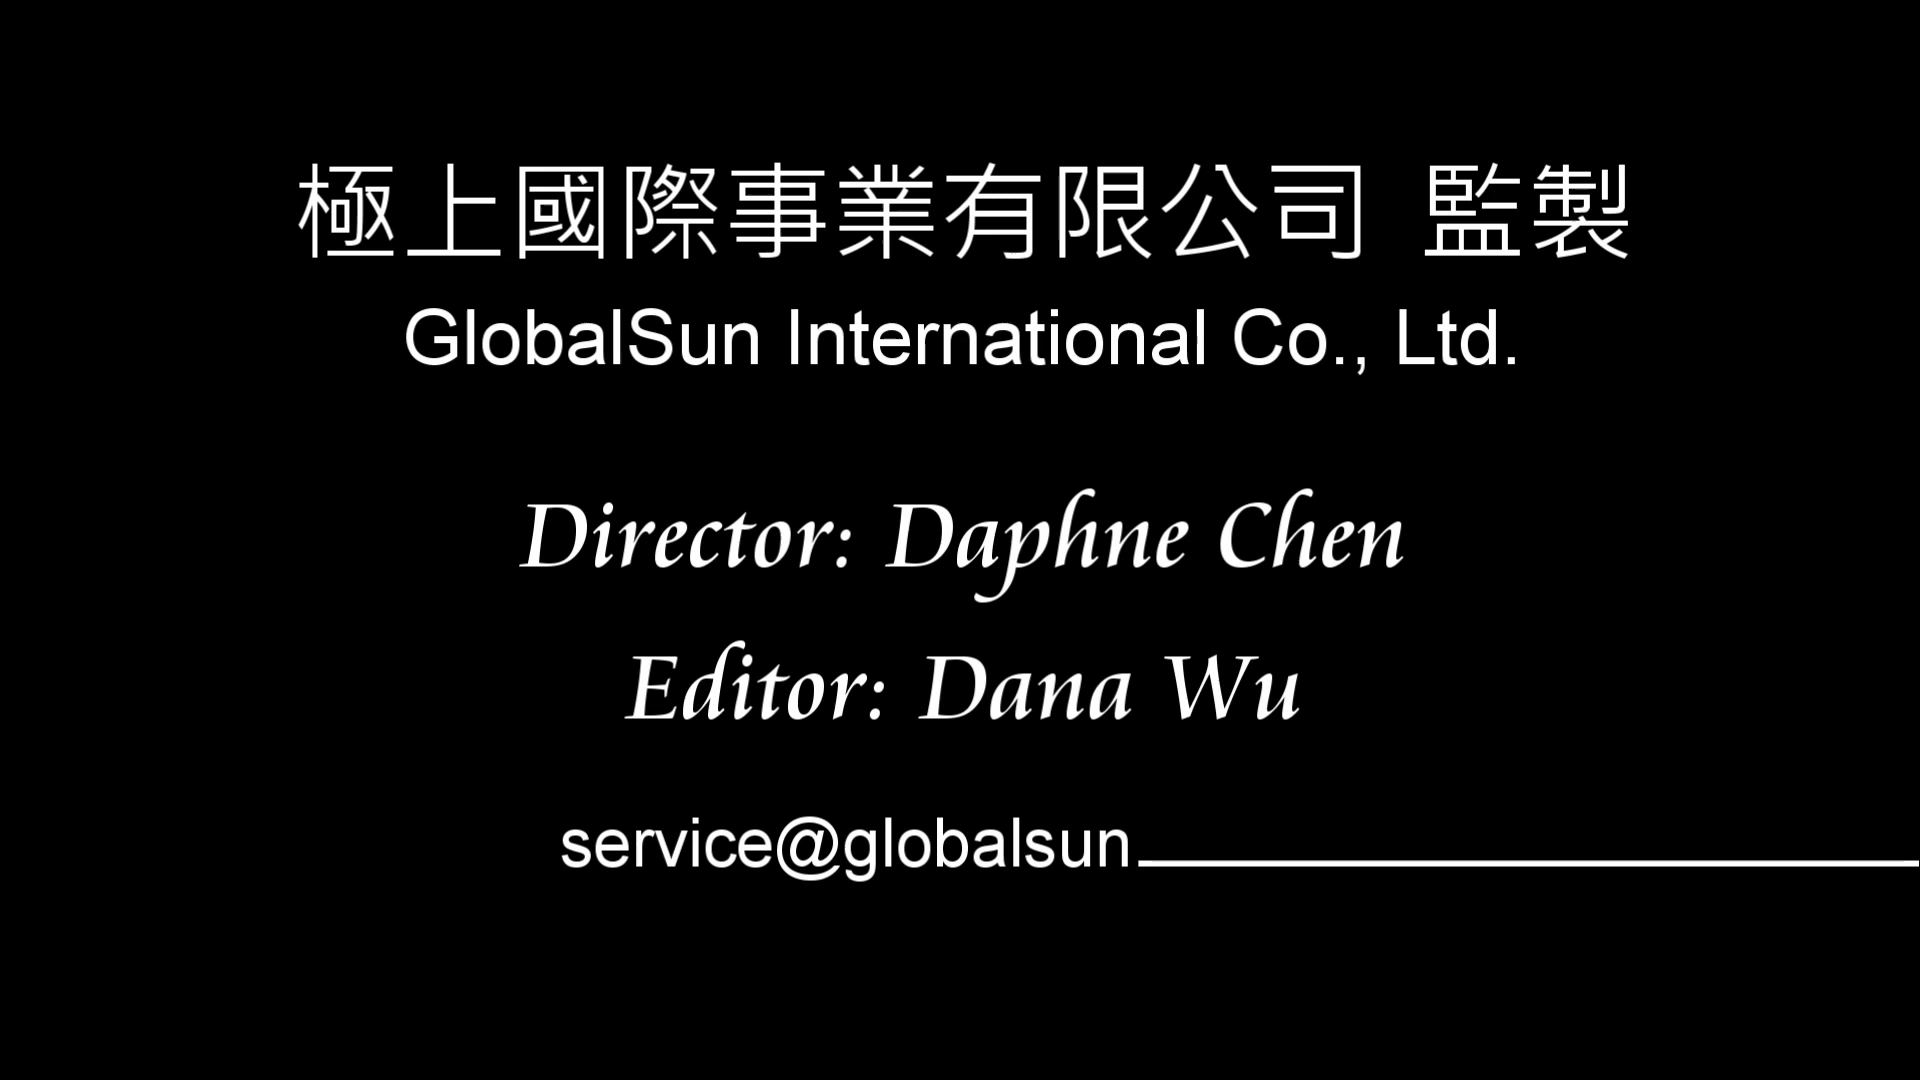 極上國際事業有限公司 監製
GlobalSun International Co., Ltd.
Director: Daphne Chen
Editor: Dana Wu
service@globalsun